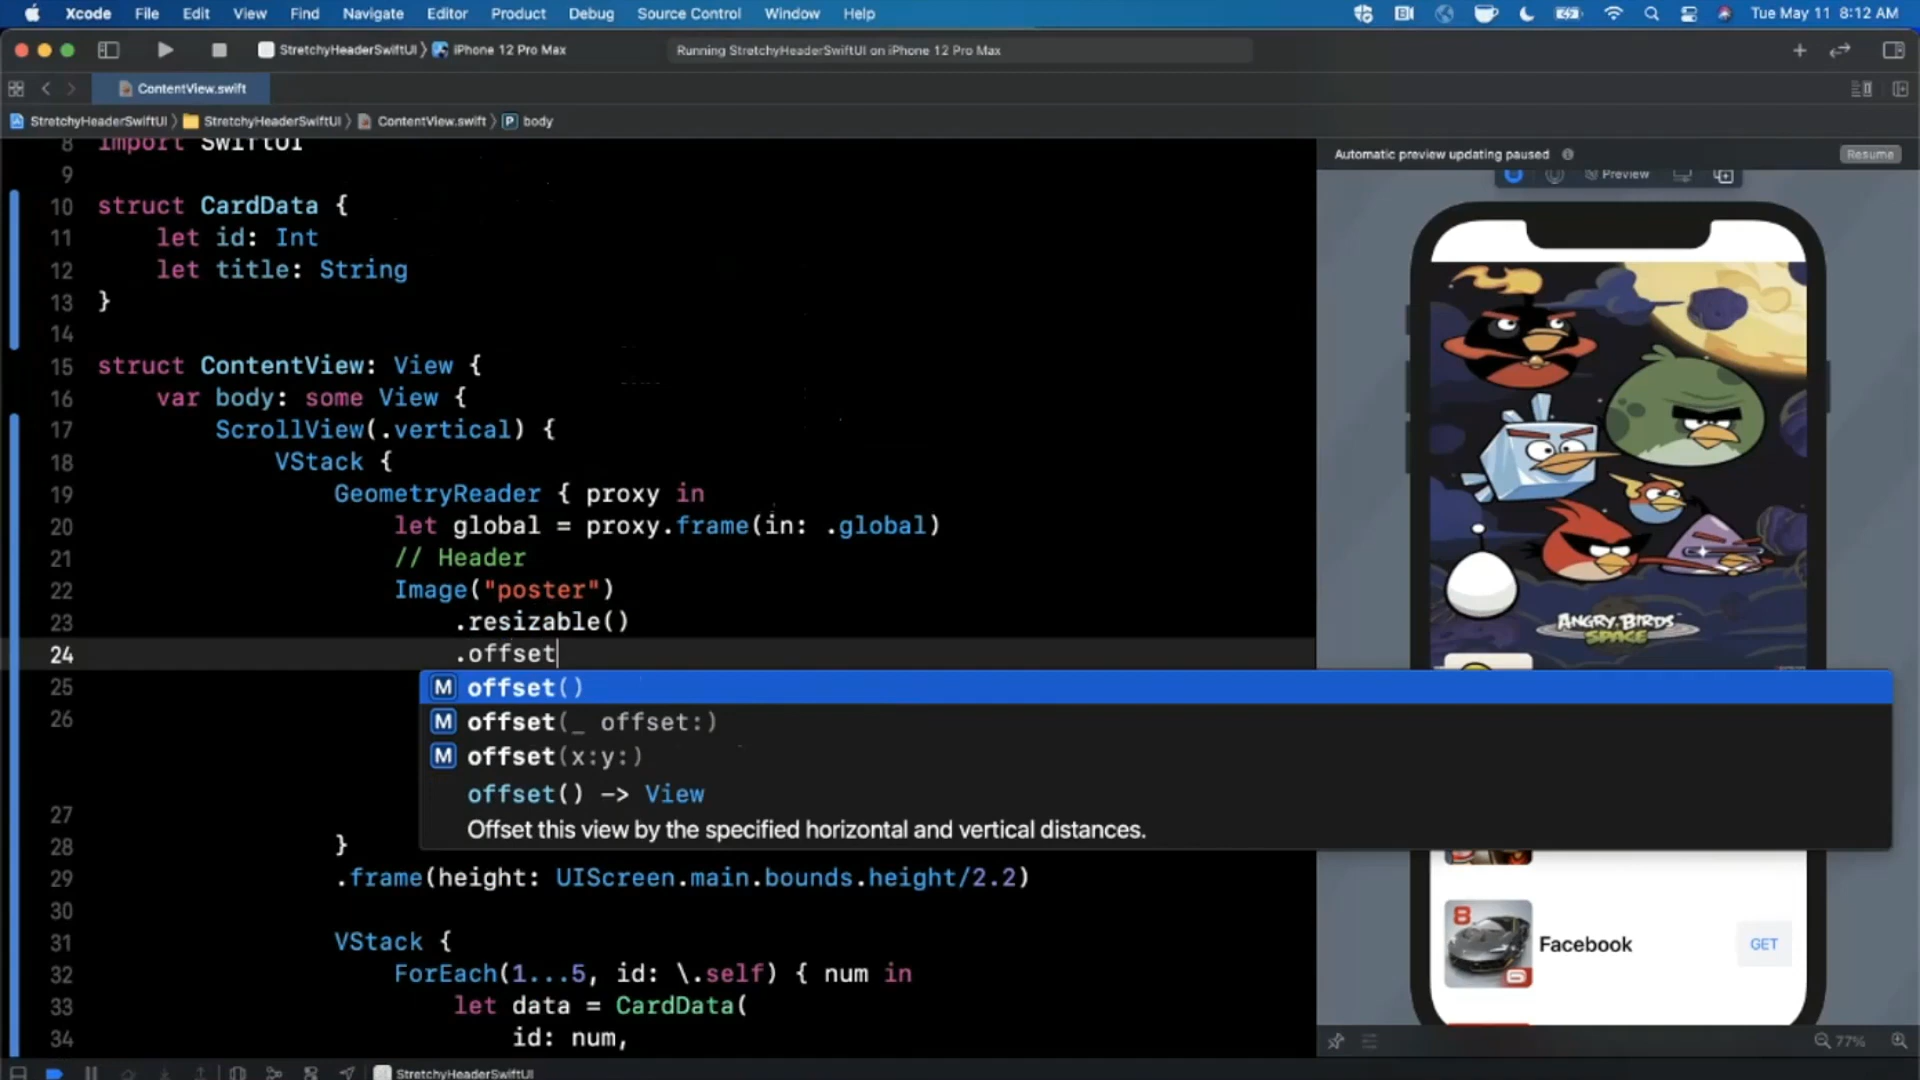 Xcode File Edit View Find Navigate Editor Product Debug Source Control Window Help Tue May 11 8:12 AM
StretchyHeaderSwiftUI iPhone 12 Pro Max Running StretchyHeaderSwiftUI on iPhone 12 Pro Max
ContentView.swift
StretchyHeaderSwiftUI StretchyHeaderSwiftUI ContentView.swift P body
8 import SwiftUI
9
10 struct CardData {
11 let id: Int
12 let title: String
13 }
14
15 struct ContentView: View {
16 var body: some View {
17 ScrollView(.vertical) {
18 VStack {
19 GeometryReader { proxy in
20 let global = proxy.frame(in: .global)
21 // Header
22 Image("poster")
23 .resizable()
24 .offset
25
26
M offset()
M offset(_ offset:)
M offset(x:y:)
offset() -> View
Offset this view by the specified horizontal and vertical distances.
27
28 }
29 .frame(height: UIScreen.main.bounds.height/2.2)
30
31 VStack {
32 ForEach(1...5, id: \.self) { num in
33 let data = CardData(
34 id: num,
StretchyHeaderSwiftUI
Automatic preview updating paused Resume
Preview
ANGRY BIRDS
SPACE
8
6
Facebook GET
77%